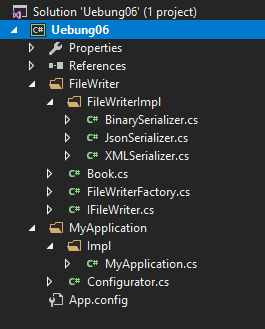 Solution 'Uebung06' (1 project)
C# Uebung06
Properties
References
FileWriter
FileWriterImpl
C# BinarySerializer.cs
C# JsonSerializer.cs
C# XMLSerializer.cs
C# Book.cs
C# FileWriterFactory.cs
C# IFileWriter.cs
MyApplication
Impl
C# MyApplication.cs
C# Configurator.cs
App.config